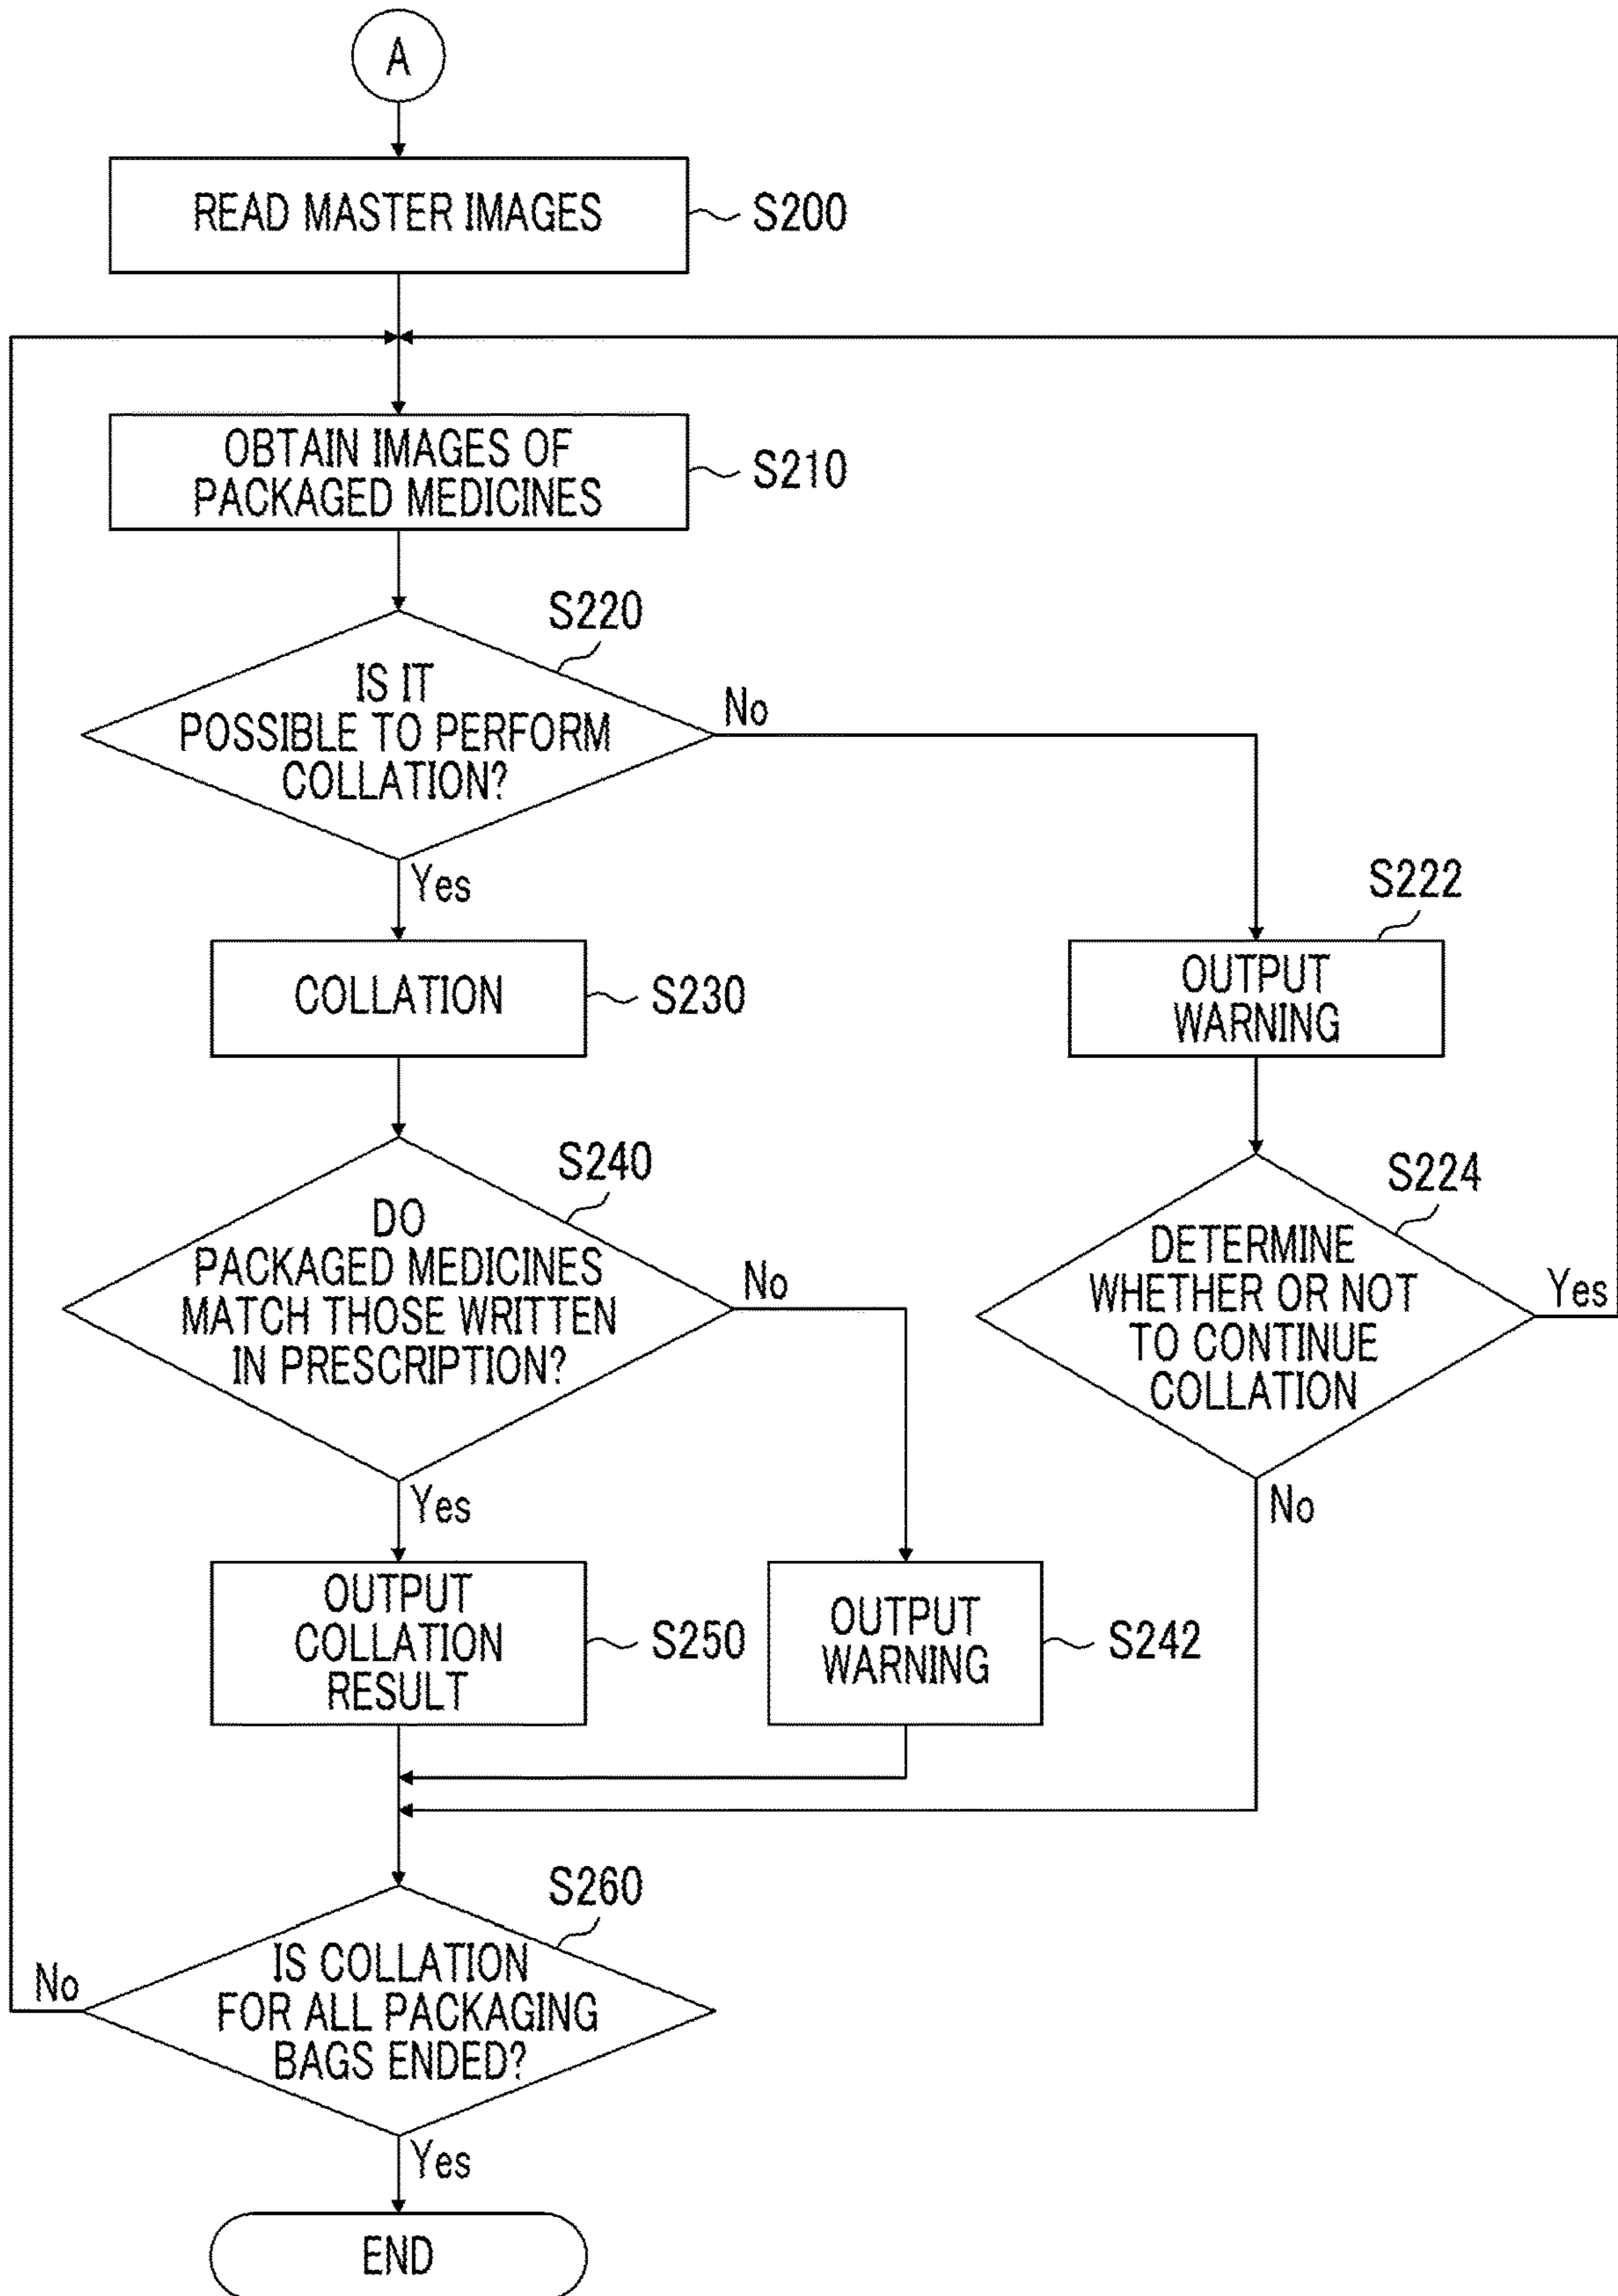 A
READ MASTER IMAGES
S200
OBTAIN IMAGES OF
PACKAGED MEDICINES
S210
S220
IS IT
POSSIBLE TO PERFORM
COLLATION?
No
Yes
S222
OUTPUT
WARNING
COLLATION
S230
S240
DO
PACKAGED MEDICINES
MATCH THOSE WRITTEN
IN PRESCRIPTION?
No
Yes
S224
DETERMINE
WHETHER OR NOT
TO CONTINUE
COLLATION
Yes
No
OUTPUT
COLLATION
RESULT
S250
OUTPUT
WARNING
S242
S260
IS COLLATION
FOR ALL PACKAGING
BAGS ENDED?
No
Yes
END